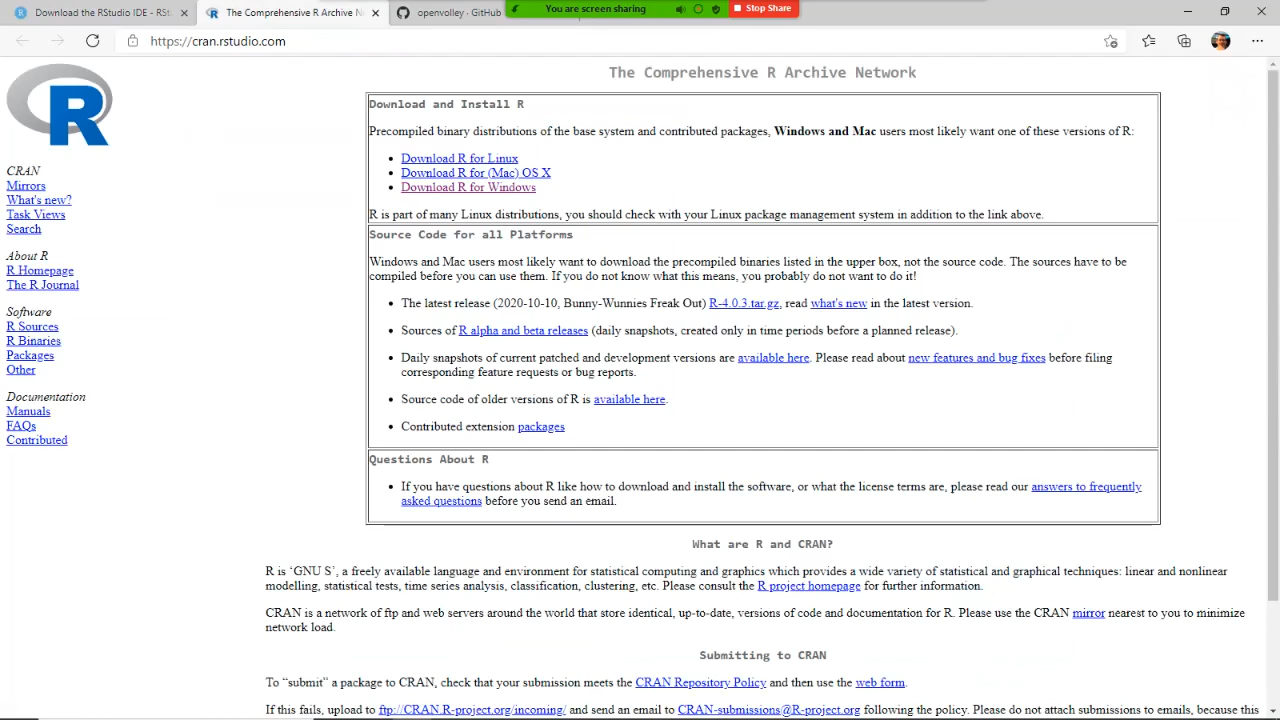 Download the RStudio IDE - RSt
The Comprehensive R Archive N
openvolley · GitHub
You are screen sharing
Stop Share
https://cran.rstudio.com
R
CRAN
Mirrors
What's new?
Task Views
Search
About R
R Homepage
The R Journal
Software
R Sources
R Binaries
Packages
Other
Documentation
Manuals
FAQs
Contributed
The Comprehensive R Archive Network
Download and Install R
Precompiled binary distributions of the base system and contributed packages, Windows and Mac users most likely want one of these versions of R:
• Download R for Linux
• Download R for (Mac) OS X
• Download R for Windows
R is part of many Linux distributions, you should check with your Linux package management system in addition to the link above.
Source Code for all Platforms
Windows and Mac users most likely want to download the precompiled binaries listed in the upper box, not the source code. The sources have to be
compiled before you can use them. If you do not know what this means, you probably do not want to do it!
• The latest release (2020-10-10, Bunny-Wunnies Freak Out) R-4.0.3.tar.gz, read what's new in the latest version.
• Sources of R alpha and beta releases (daily snapshots, created only in time periods before a planned release).
• Daily snapshots of current patched and development versions are available here. Please read about new features and bug fixes before filing
corresponding feature requests or bug reports.
• Source code of older versions of R is available here.
• Contributed extension packages
Questions About R
• If you have questions about R like how to download and install the software, or what the license terms are, please read our answers to frequently
asked questions before you send an email.
What are R and CRAN?
R is ‘GNU S’, a freely available language and environment for statistical computing and graphics which provides a wide variety of statistical and graphical techniques: linear and nonlinear
modelling, statistical tests, time series analysis, classification, clustering, etc. Please consult the R project homepage for further information.
CRAN is a network of ftp and web servers around the world that store identical, up-to-date, versions of code and documentation for R. Please use the CRAN mirror nearest to you to minimize
network load.
Submitting to CRAN
To “submit” a package to CRAN, check that your submission meets the CRAN Repository Policy and then use the web form.
If this fails, upload to ftp://CRAN.R-project.org/incoming/ and send an email to CRAN-submissions@R-project.org following the policy. Please do not attach submissions to emails, because this